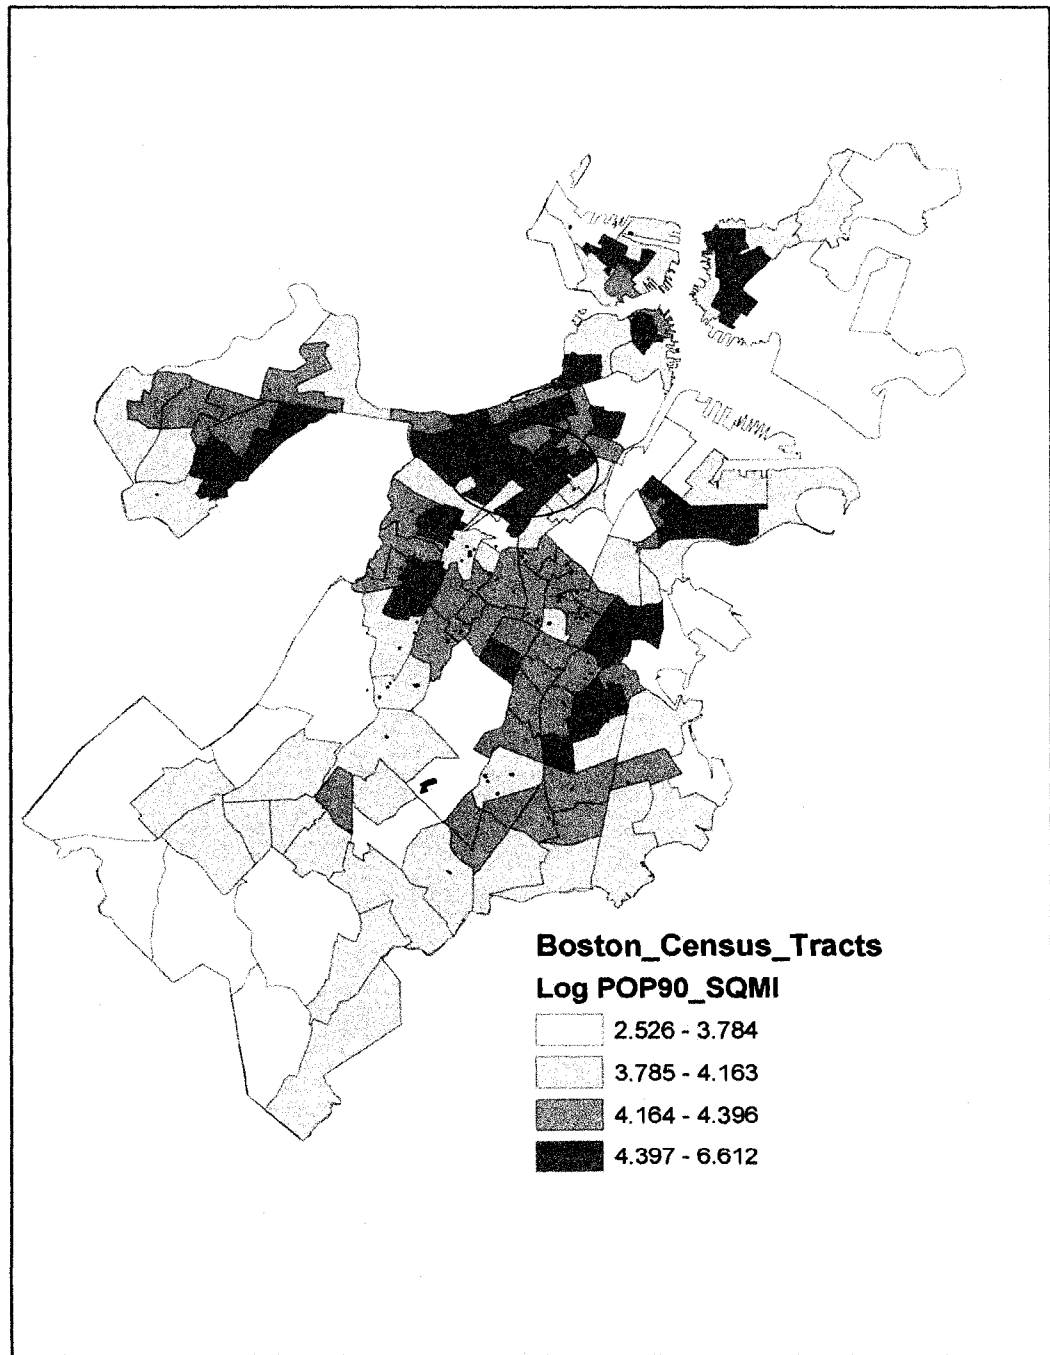 Boston_Census_Tracts
Log POP90_SQMI
2.526 - 3.784
3.785 - 4.163
4.164 - 4.396
4.397 - 6.612